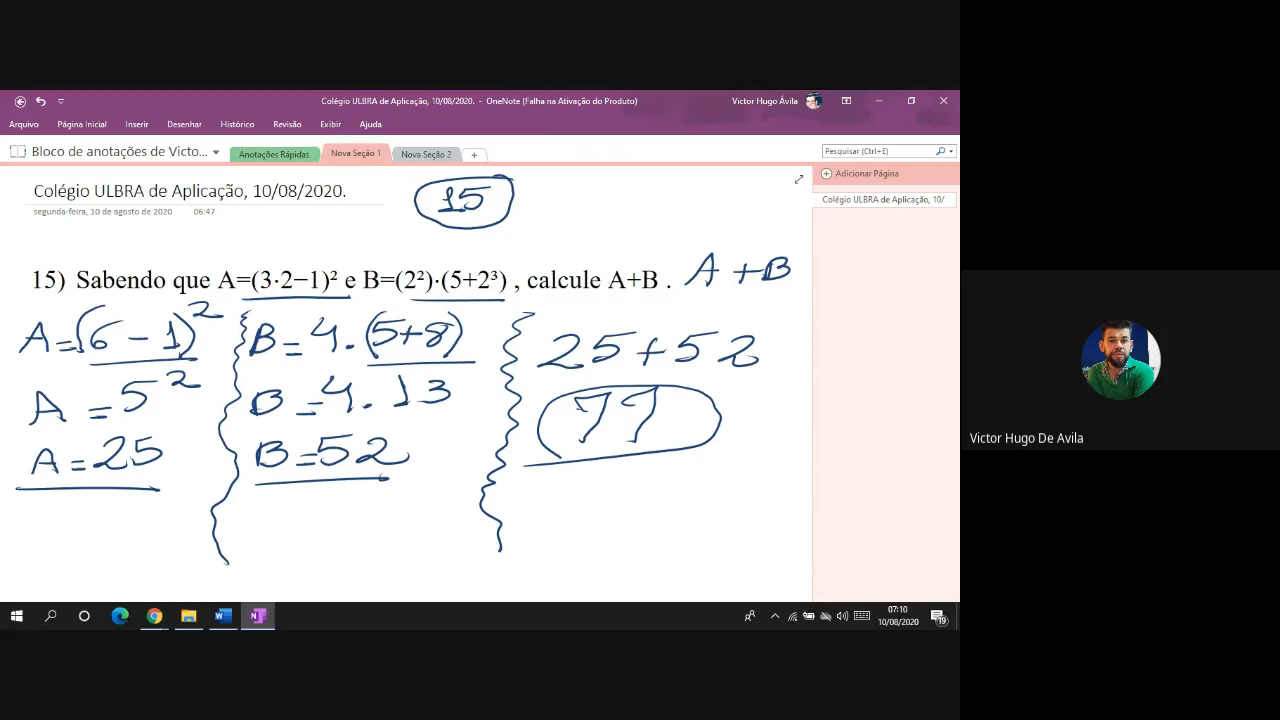 Colégio ULBRA de Aplicação, 10/08/2020. - OneNote (Falha na Ativação do Produto)
Victor Hugo Ávila
Arquivo Página Inicial Inserir Desenhar Histórico Revisão Exibir Ajuda
Bloco de anotações de Victo...
Anotações Rápidas
Nova Seção 1
Nova Seção 2
+
Pesquisar (Ctrl+E)
Adicionar Página
Colégio ULBRA de Aplicação, 10/
Colégio ULBRA de Aplicação, 10/08/2020.
segunda-feira, 10 de agosto de 2020 06:47
15
15) Sabendo que A=(3·2−1)² e B=(2²)·(5+2³) , calcule A+B .
A + B
A = (6 - 1)²
A = 5²
A = 25
B = 4 . (5+8)
B = 4 . 13
B = 52
25 + 52
77
Victor Hugo De Avila
07:10
10/08/2020
19